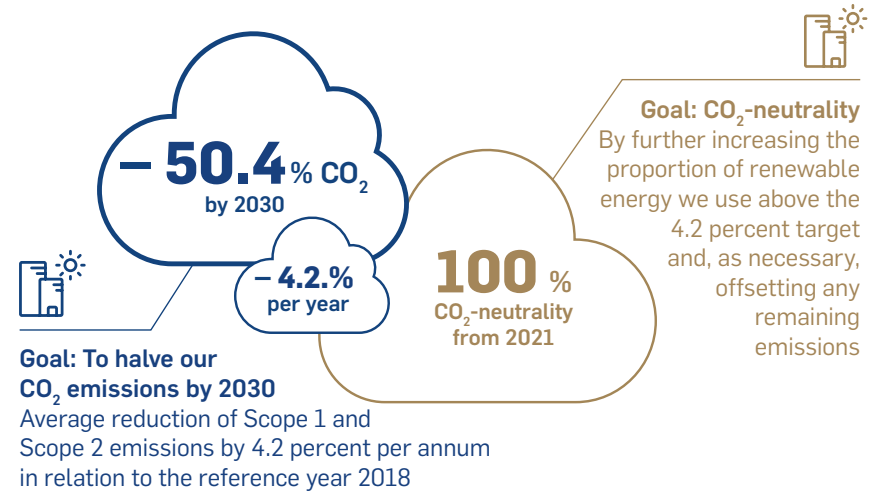 – 50.4 % CO₂
by 2030
– 4.2.%
per year
Goal: To halve our
CO₂ emissions by 2030
Average reduction of Scope 1 and
Scope 2 emissions by 4.2 percent per annum
in relation to the reference year 2018
100 %
CO₂-neutrality
from 2021
Goal: CO₂-neutrality
By further increasing the
proportion of renewable
energy we use above the
4.2 percent target
and, as necessary,
offsetting any
remaining
emissions